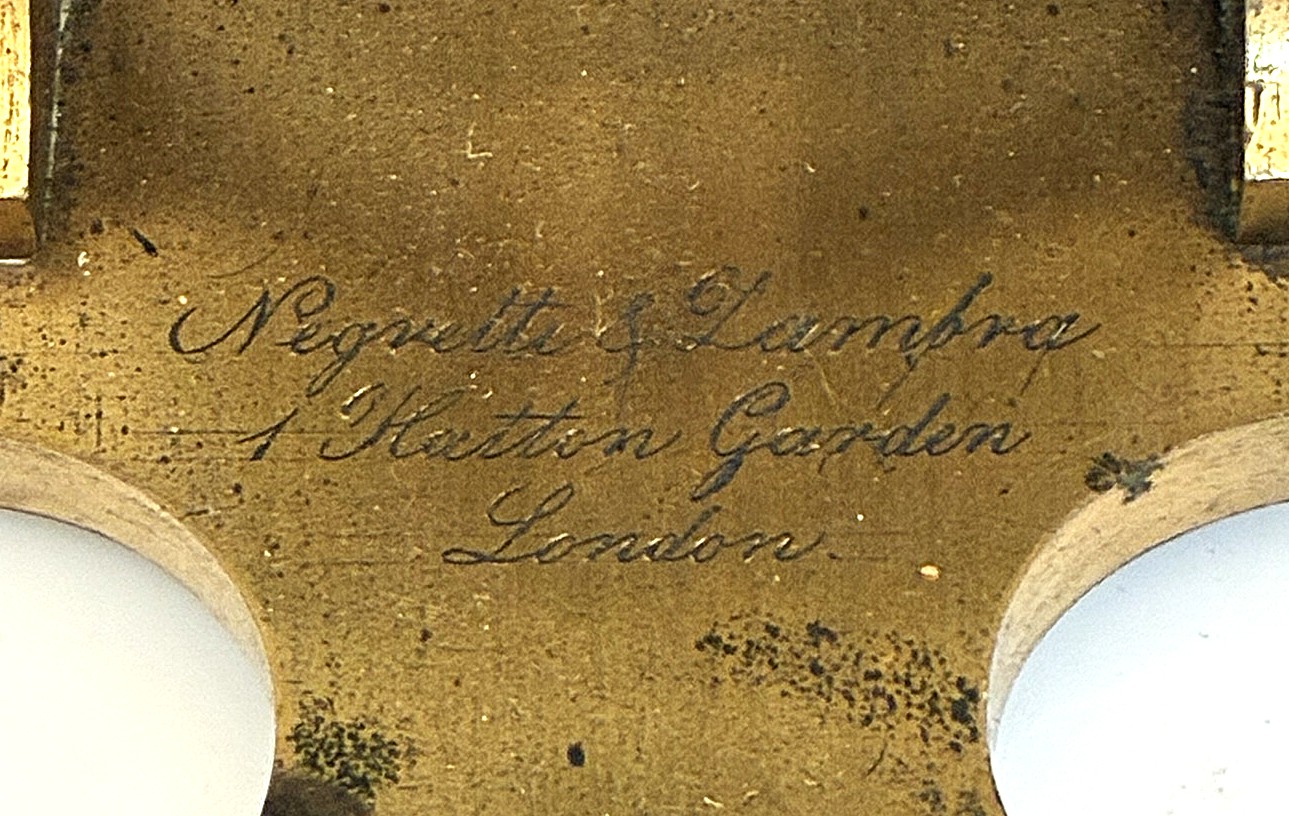 Negretti & Zambra
1 Hatton Garden
London